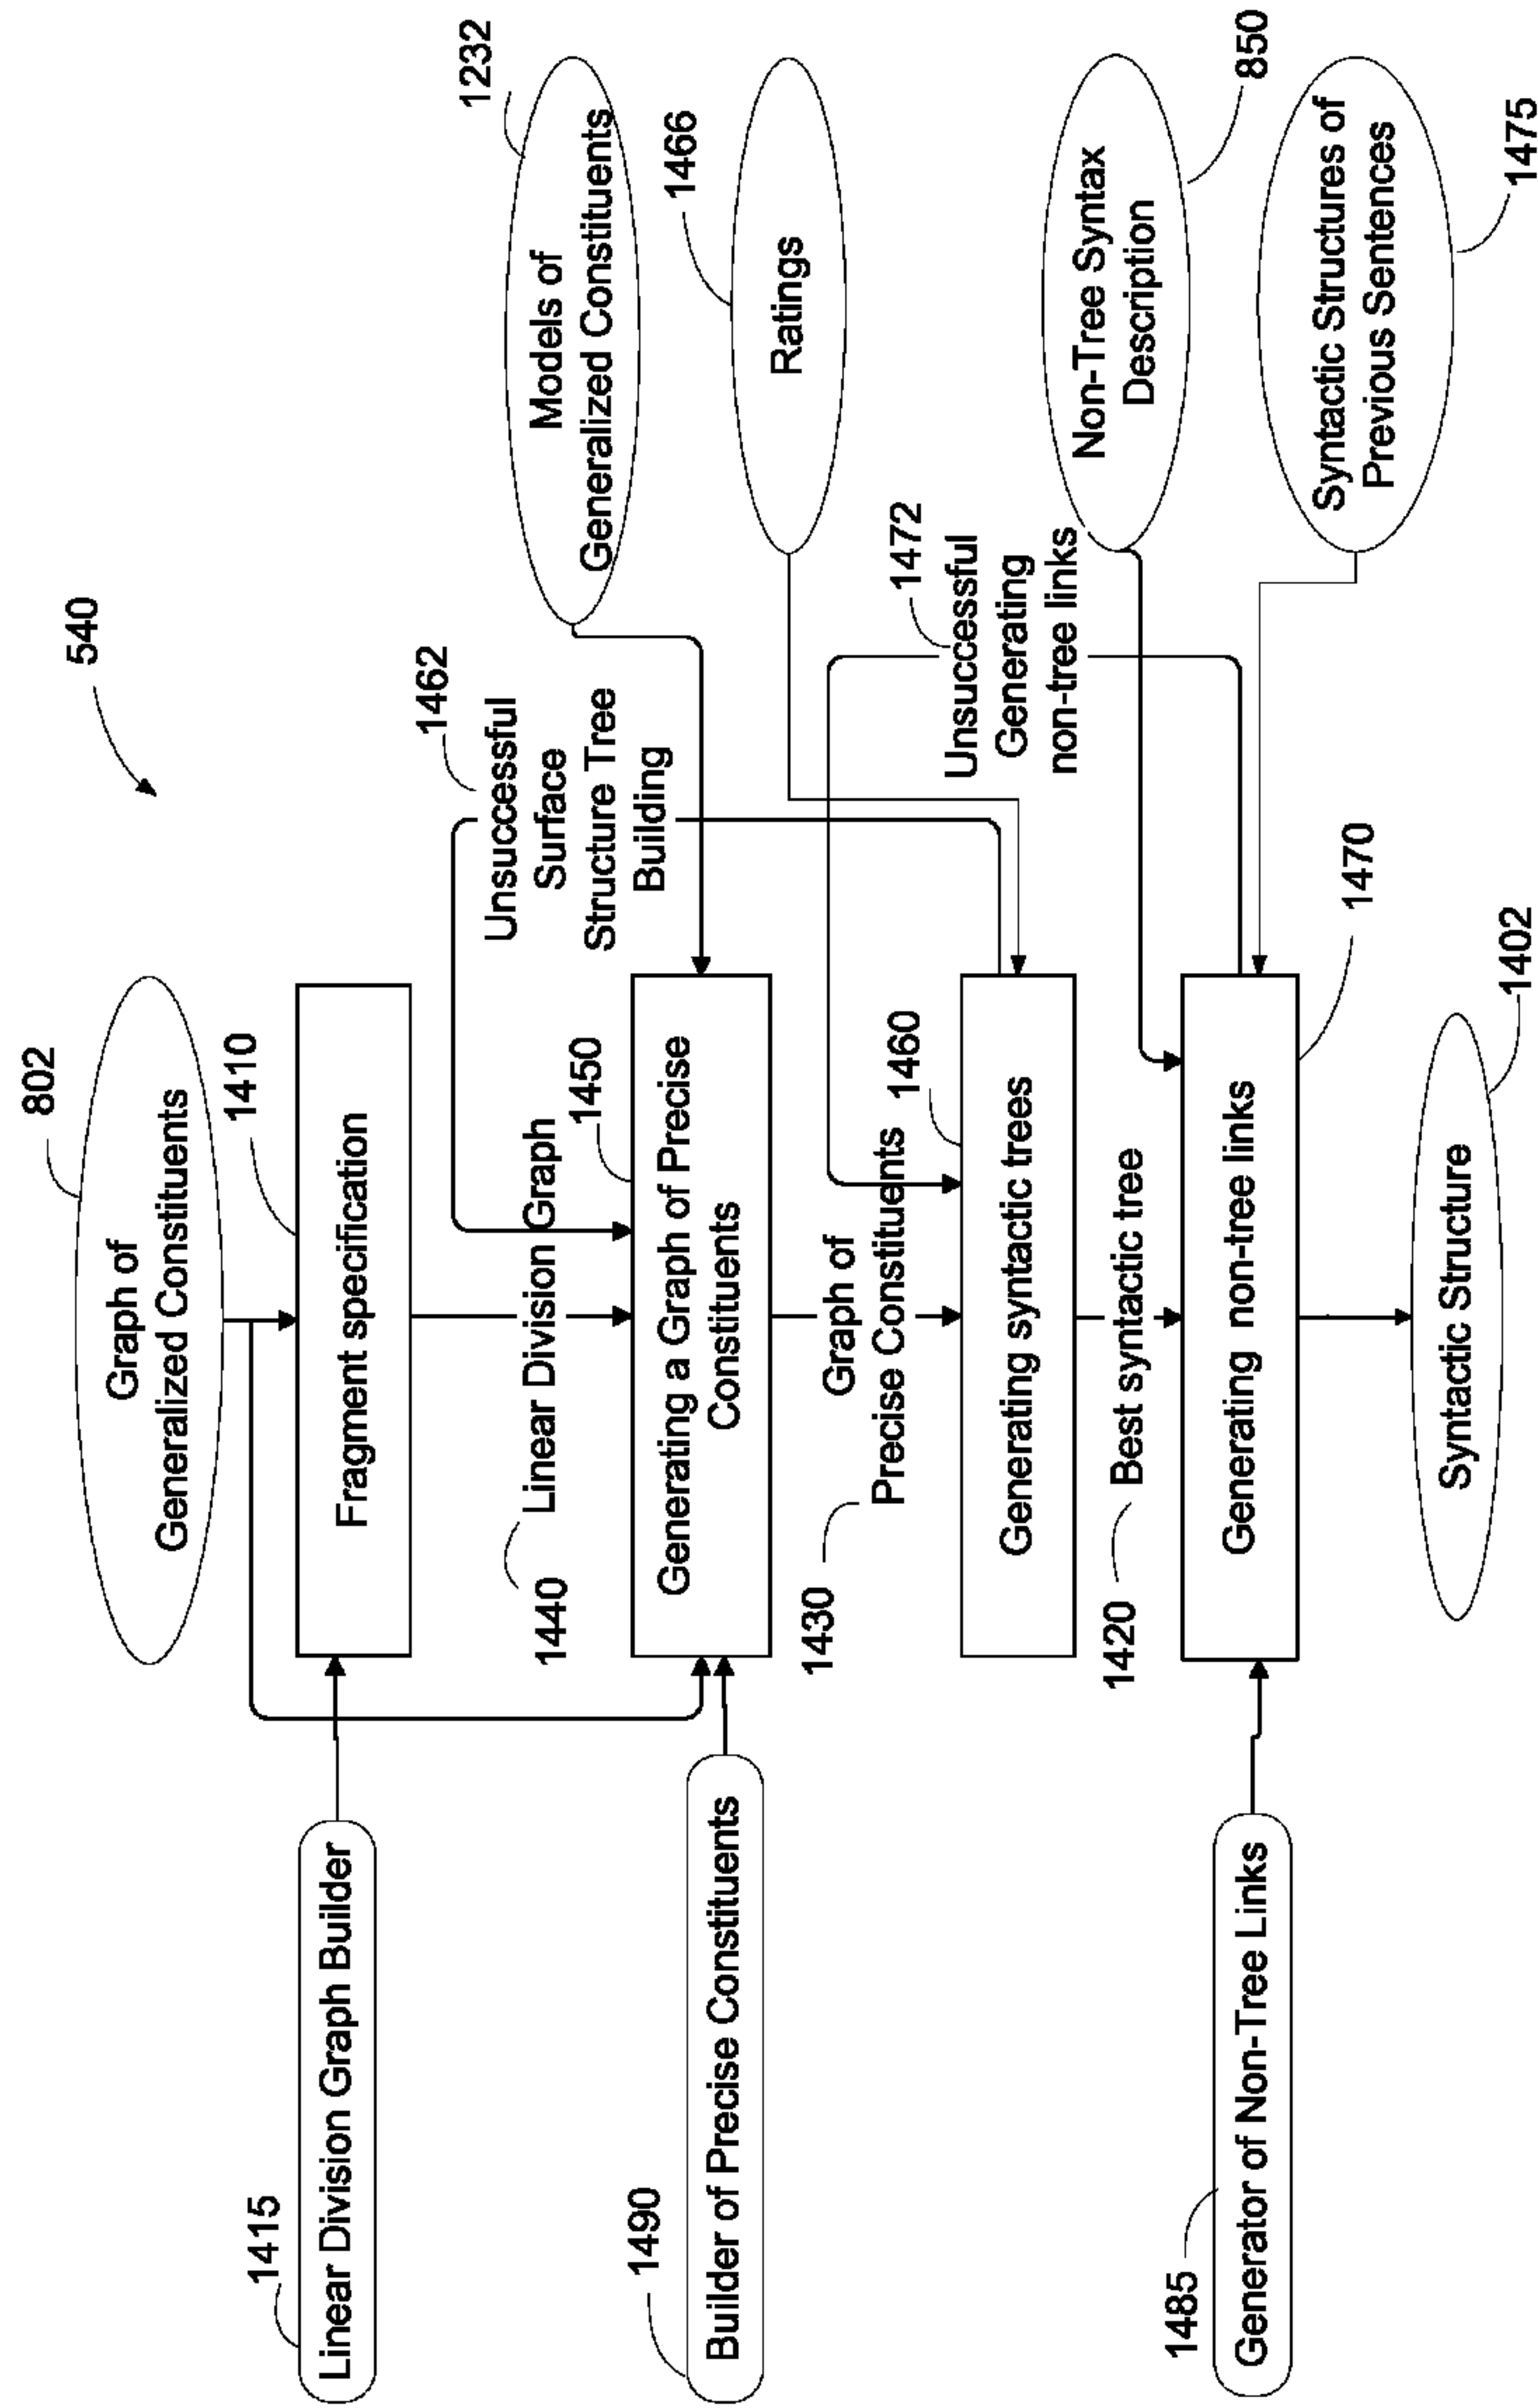 540
802
Graph of
Generalized Constituents
1410
Fragment specification
1415
Linear Division Graph Builder
1440
Linear Division Graph
1462
Unsuccessful
Surface
Structure Tree
Building
1232
Models of
Generalized Constituents
1450
Generating a Graph of Precise
Constituents
1490
Builder of Precise Constituents
1466
Ratings
1430
Graph of
Precise Constituents
1460
Generating syntactic trees
1472
Unsuccessful
Generating
non-tree links
850
Non-Tree Syntax
Description
1420
Best syntactic tree
1485
Generator of Non-Tree Links
Generating non-tree links
1470
Syntactic Structures of
Previous Sentences
1475
Syntactic Structure
1402